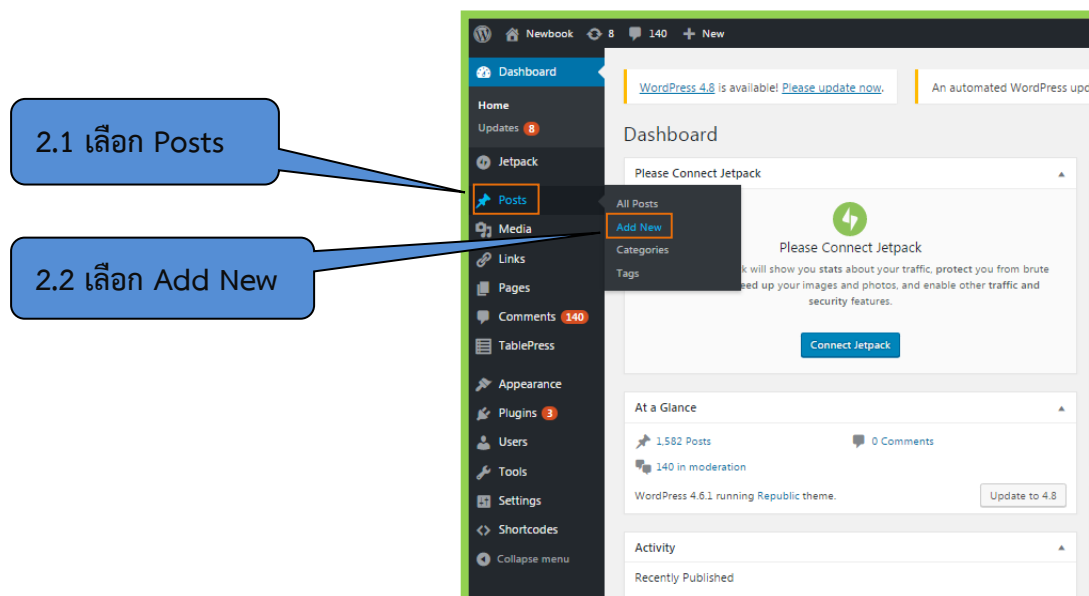 Newbook 8 140 + New
Dashboard
Home
Updates 8
Jetpack
Posts
Media
Links
Pages
Comments 140
TablePress
Appearance
Plugins 3
Users
Tools
Settings
Shortcodes
Collapse menu
2.1 เลือก Posts
2.2 เลือก Add New
All Posts
Add New
Categories
Tags
WordPress 4.8 is available! Please update now.
An automated WordPress upd
Dashboard
Please Connect Jetpack
Please Connect Jetpack
k will show you stats about your traffic, protect you from brute
eed up your images and photos, and enable other traffic and
security features.
Connect Jetpack
At a Glance
1,582 Posts
0 Comments
140 in moderation
WordPress 4.6.1 running Republic theme.
Update to 4.8
Activity
Recently Published